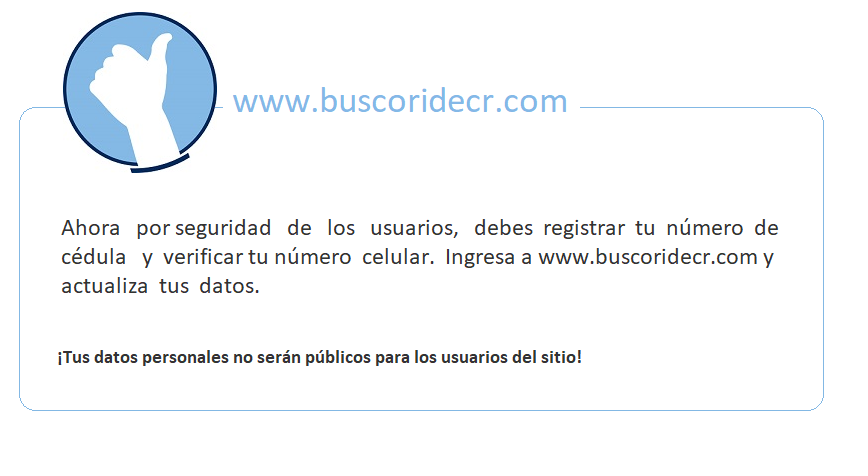 www.buscoridecr.com
Ahora por seguridad de los usuarios, debes registrar tu número de
cédula y verificar tu número celular. Ingresa a www.buscoridecr.com y
actualiza tus datos.
¡Tus datos personales no serán públicos para los usuarios del sitio!